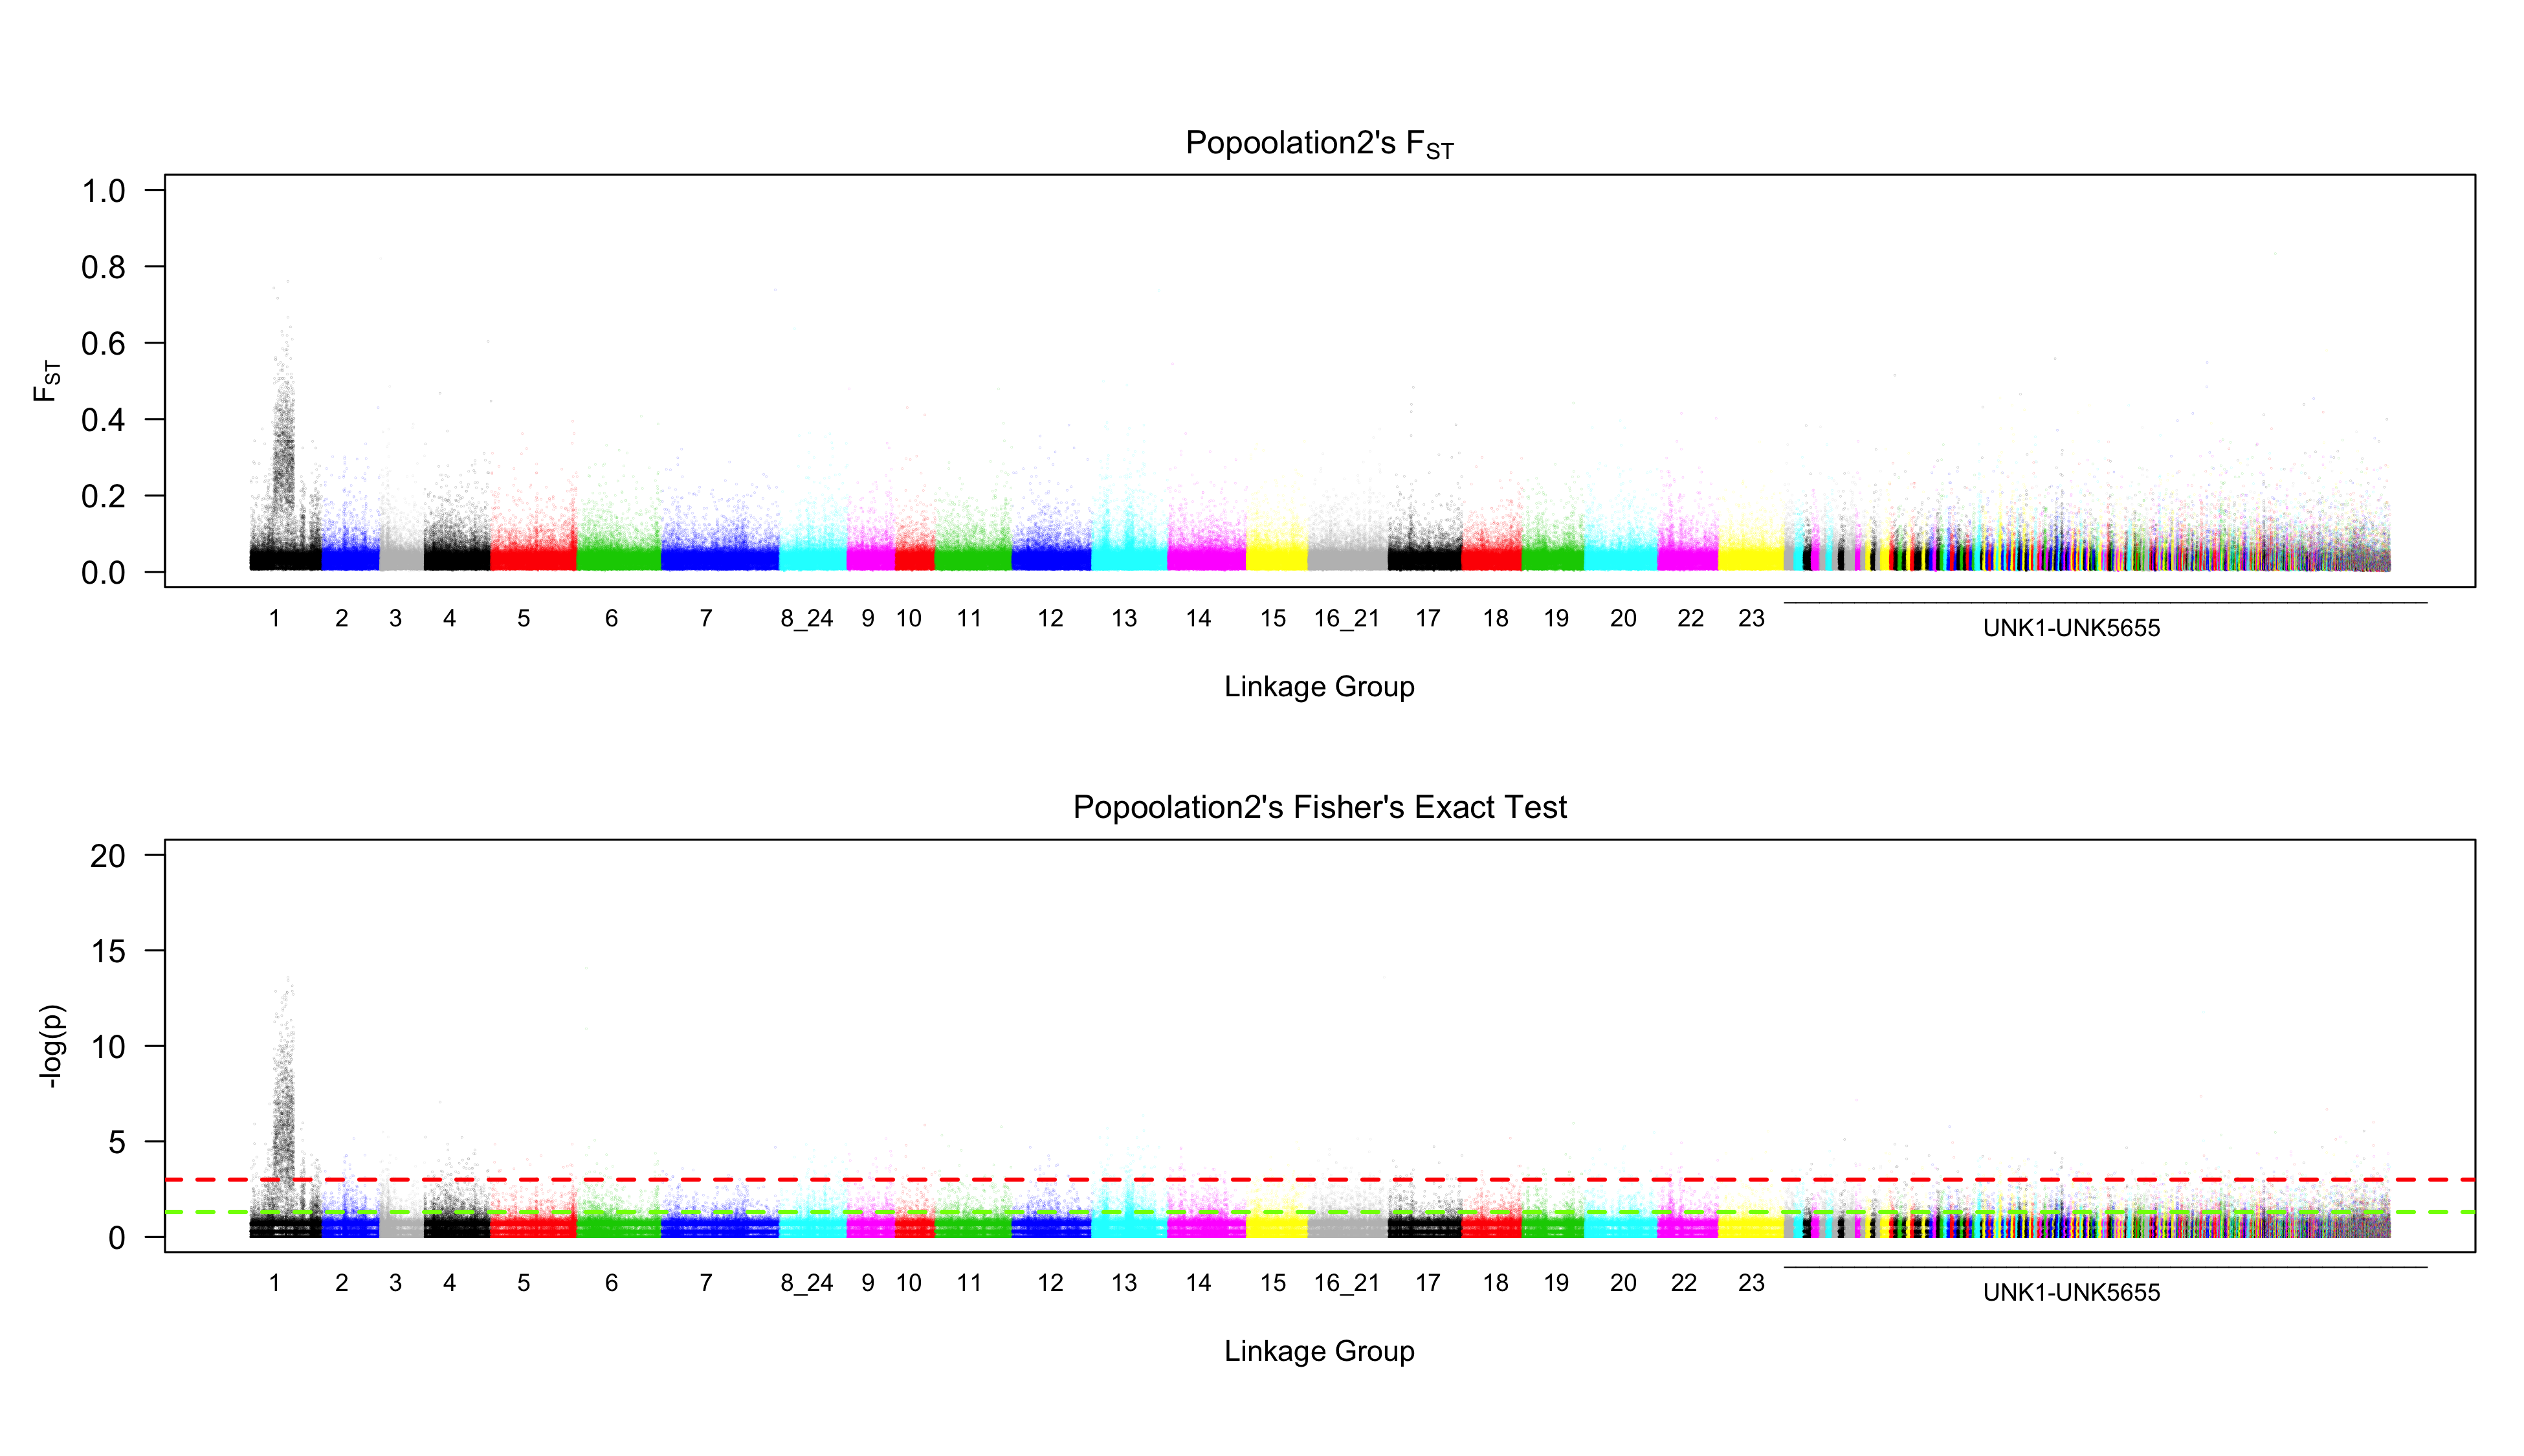 Popoolation2's FST
1.0
0.8
0.6
0.4
0.2
0.0
FST
1 2 3 4 5 6 7 8_24 9 10 11 12 13 14 15 16_21 17 18 19 20 22 23
UNK1-UNK5655
Linkage Group
Popoolation2's Fisher's Exact Test
20
15
10
5
0
-log(p)
1 2 3 4 5 6 7 8_24 9 10 11 12 13 14 15 16_21 17 18 19 20 22 23
UNK1-UNK5655
Linkage Group